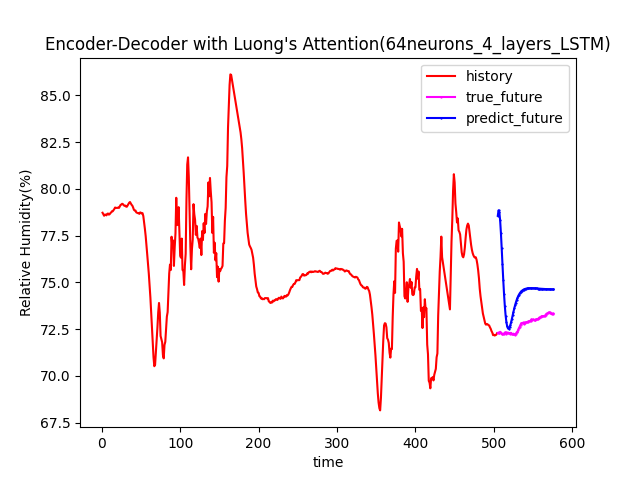 Encoder-Decoder with Luong's Attention(64neurons_4_layers_LSTM)
history
true_future
predict_future
Relative Humidity(%)
85.0
82.5
80.0
77.5
75.0
72.5
70.0
67.5
0 100 200 300 400 500 600
time